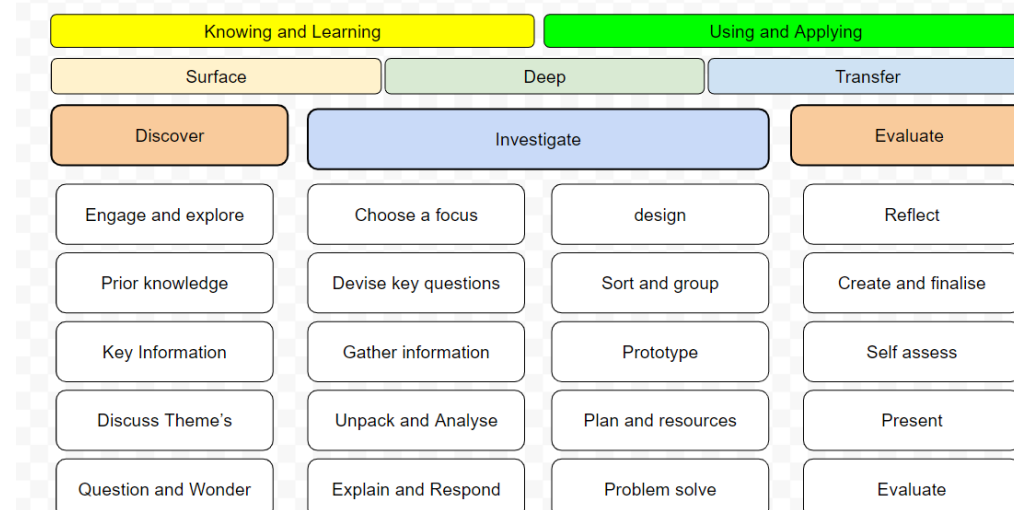 Knowing and Learning
Using and Applying
Surface
Deep
Transfer
Discover
Investigate
Evaluate
Engage and explore
Choose a focus
design
Reflect
Prior knowledge
Devise key questions
Sort and group
Create and finalise
Key Information
Gather information
Prototype
Self assess
Discuss Theme's
Unpack and Analyse
Plan and resources
Present
Question and Wonder
Explain and Respond
Problem solve
Evaluate